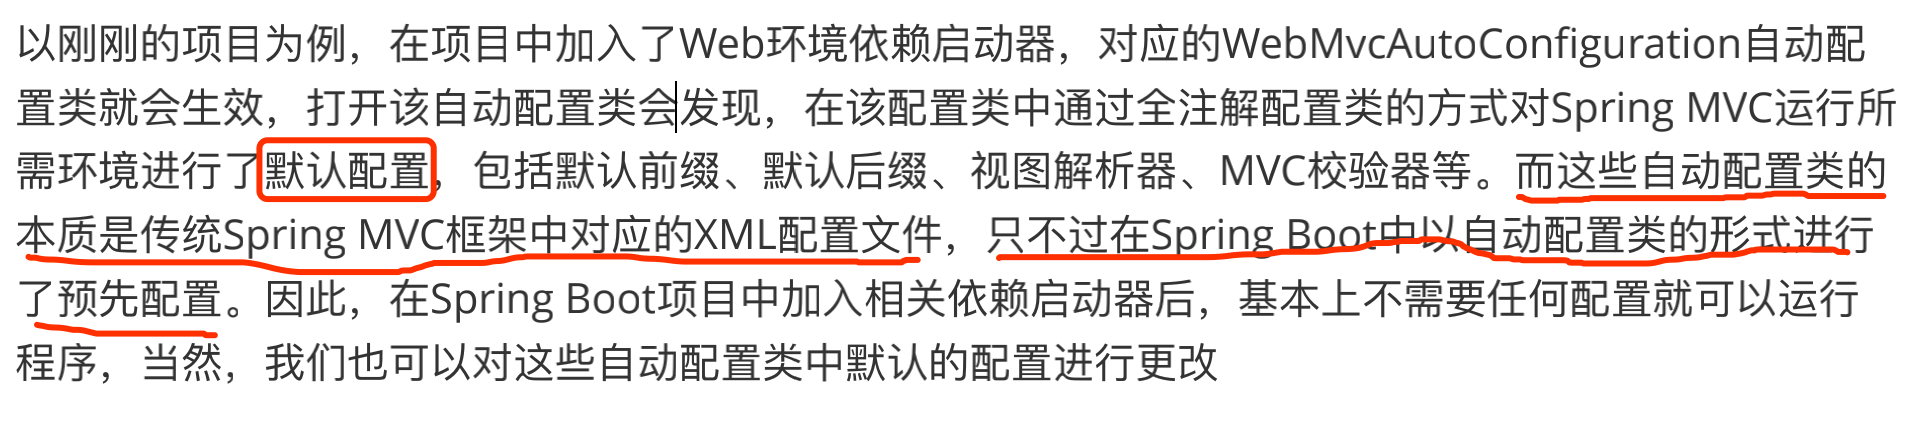 以刚刚的项目为例，在项目中加入了Web环境依赖启动器，对应的WebMvcAutoConfiguration自动配
置类就会生效，打开该自动配置类会发现，在该配置类中通过全注解配置类的方式对Spring MVC运行所
需环境进行了默认配置，包括默认前缀、默认后缀、视图解析器、MVC校验器等。而这些自动配置类的
本质是传统Spring MVC框架中对应的XML配置文件，只不过在Spring Boot中以自动配置类的形式进行
了预先配置。因此，在Spring Boot项目中加入相关依赖启动器后，基本上不需要任何配置就可以运行
程序，当然，我们也可以对这些自动配置类中默认的配置进行更改